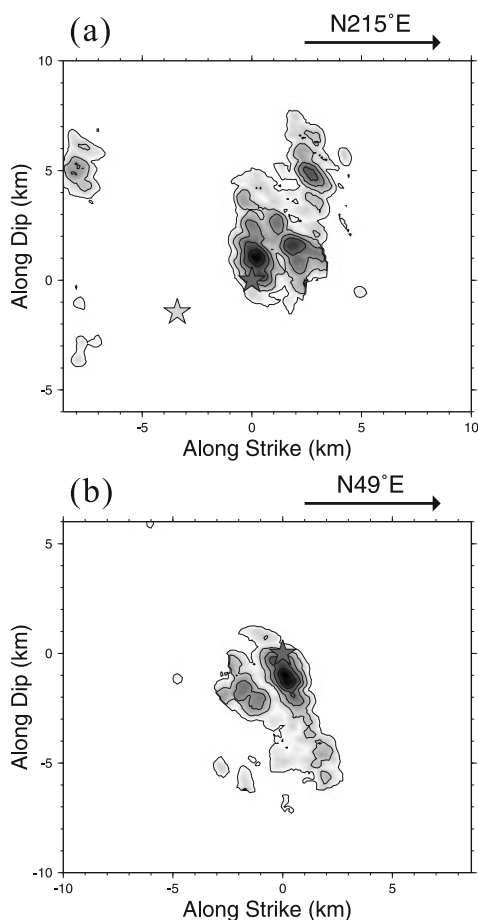 (a)
N215°E
10
5
0
-5
Along Dip (km)
-5 0 5 10
Along Strike (km)
(b)
N49°E
5
0
-5
-10
Along Dip (km)
-10 -5 0 5
Along Strike (km)